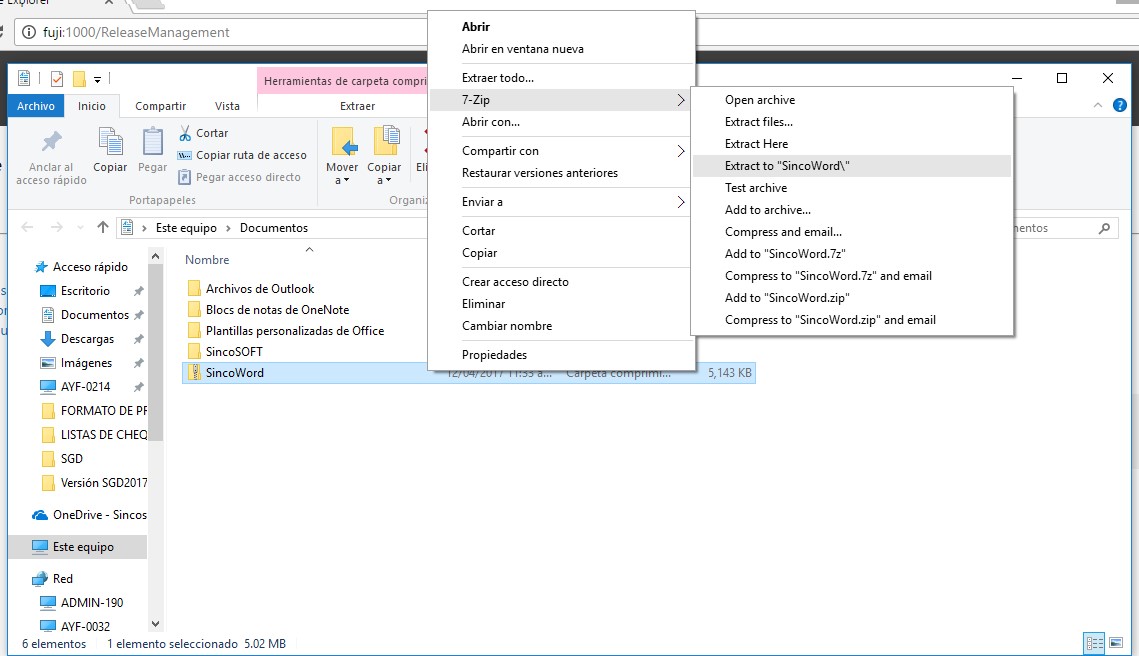 Explorer
fuji:1000/ReleaseManagement
Herramientas de carpeta compri
Archivo Inicio Compartir Vista Extraer
Anclar al acceso rápido
Copiar
Pegar
Cortar
Copiar ruta de acceso
Pegar acceso directo
Portapapeles
Mover a
Copiar a
Eli
Organiz
Este equipo > Documentos
mentos
Acceso rápido
Escritorio
Documentos
Descargas
Imágenes
AYF-0214
FORMATO DE PF
LISTAS DE CHEQ
SGD
Versión SGD2017
OneDrive - Sincos
Este equipo
Red
ADMIN-190
AYF-0032
Nombre
Archivos de Outlook
Blocs de notas de OneNote
Plantillas personalizadas de Office
SincoSOFT
SincoWord 12/04/2017 11:53 a... Carpeta comprimi... 5,143 KB
Abrir
Abrir en ventana nueva
Extraer todo...
7-Zip
Abrir con...
Compartir con
Restaurar versiones anteriores
Enviar a
Cortar
Copiar
Crear acceso directo
Eliminar
Cambiar nombre
Propiedades
Open archive
Extract files...
Extract Here
Extract to "SincoWord\"
Test archive
Add to archive...
Compress and email...
Add to "SincoWord.7z"
Compress to "SincoWord.7z" and email
Add to "SincoWord.zip"
Compress to "SincoWord.zip" and email
6 elementos 1 elemento seleccionado 5.02 MB